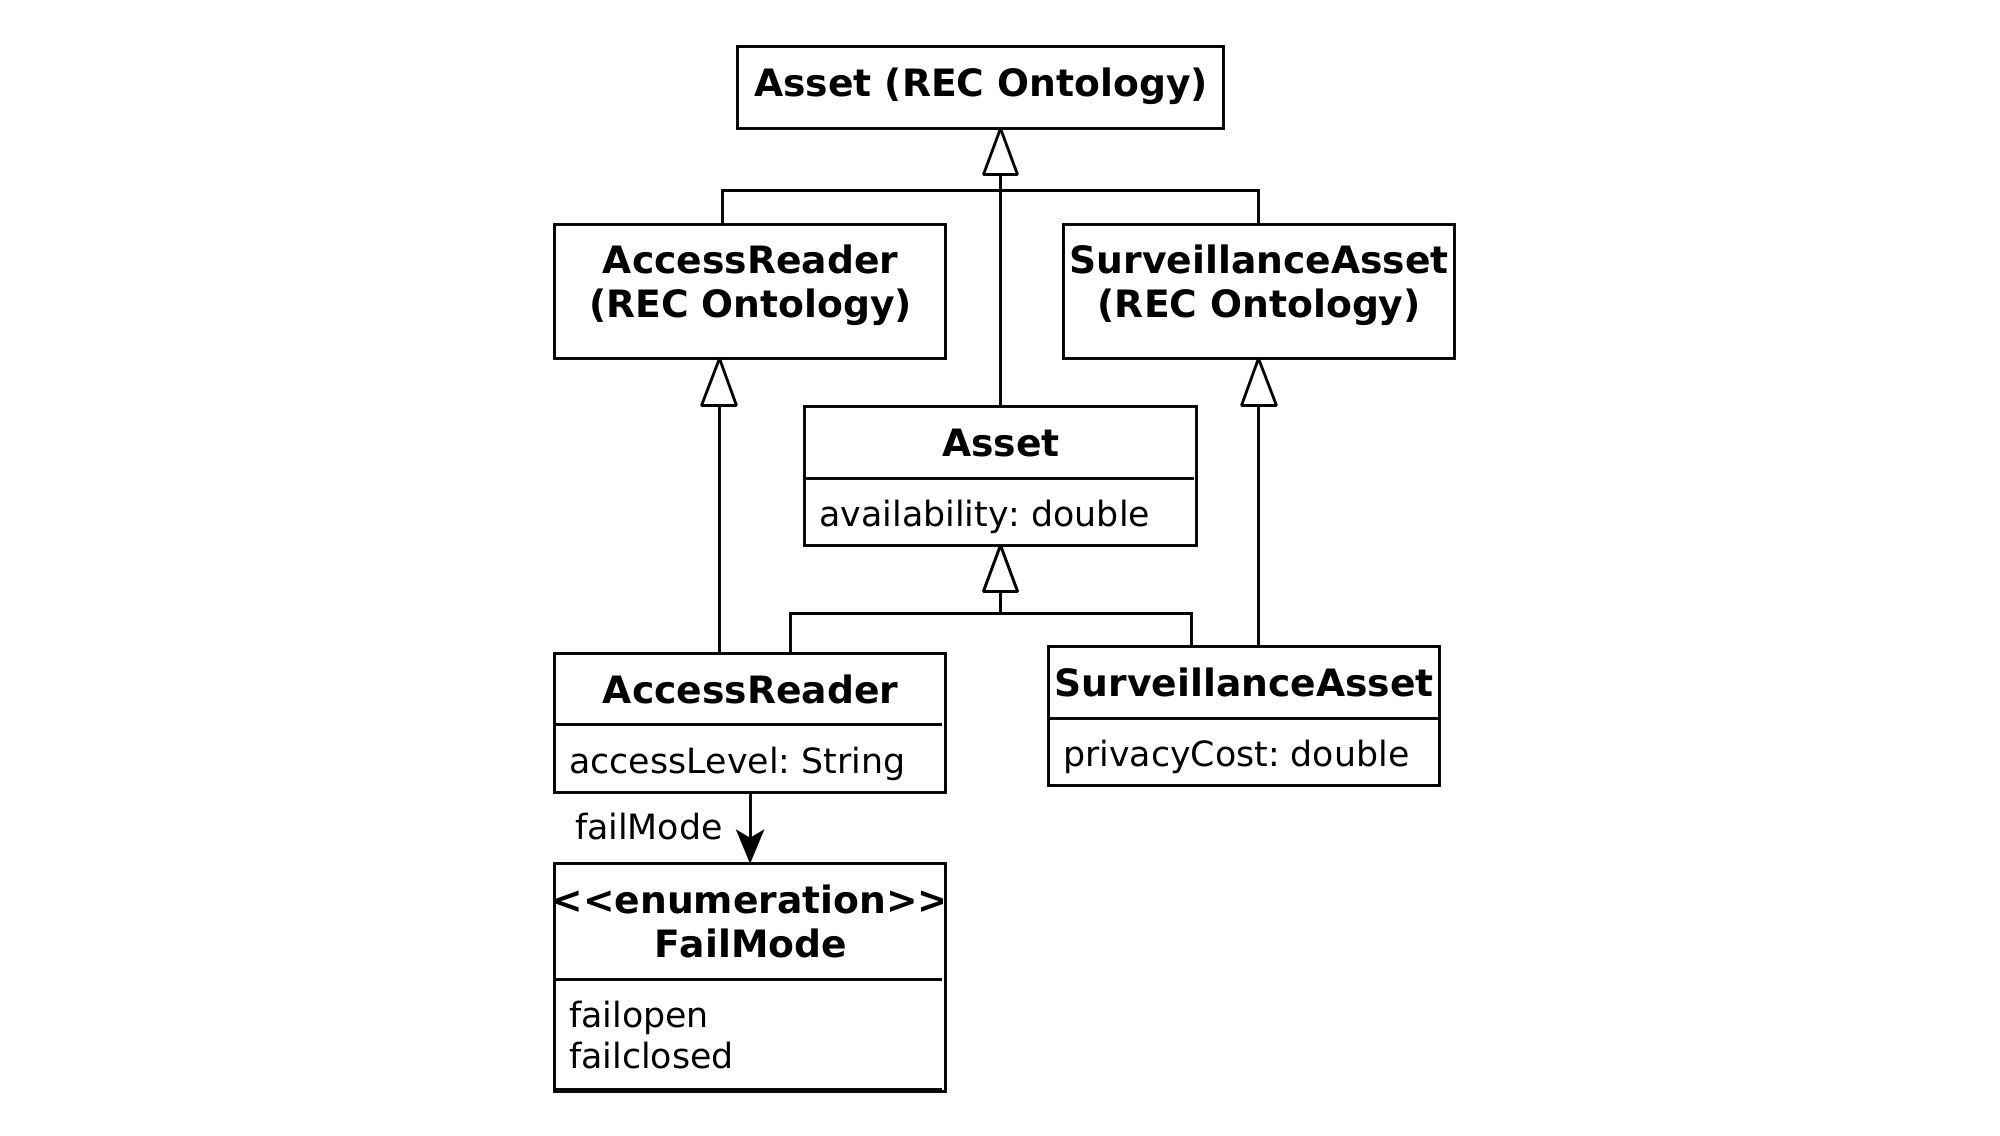 Asset (REC Ontology)
AccessReader
(REC Ontology)
SurveillanceAsset
(REC Ontology)
Asset
availability: double
AccessReader
accessLevel: String
SurveillanceAsset
privacyCost: double
failMode
<<enumeration>>
FailMode
failopen
failclosed